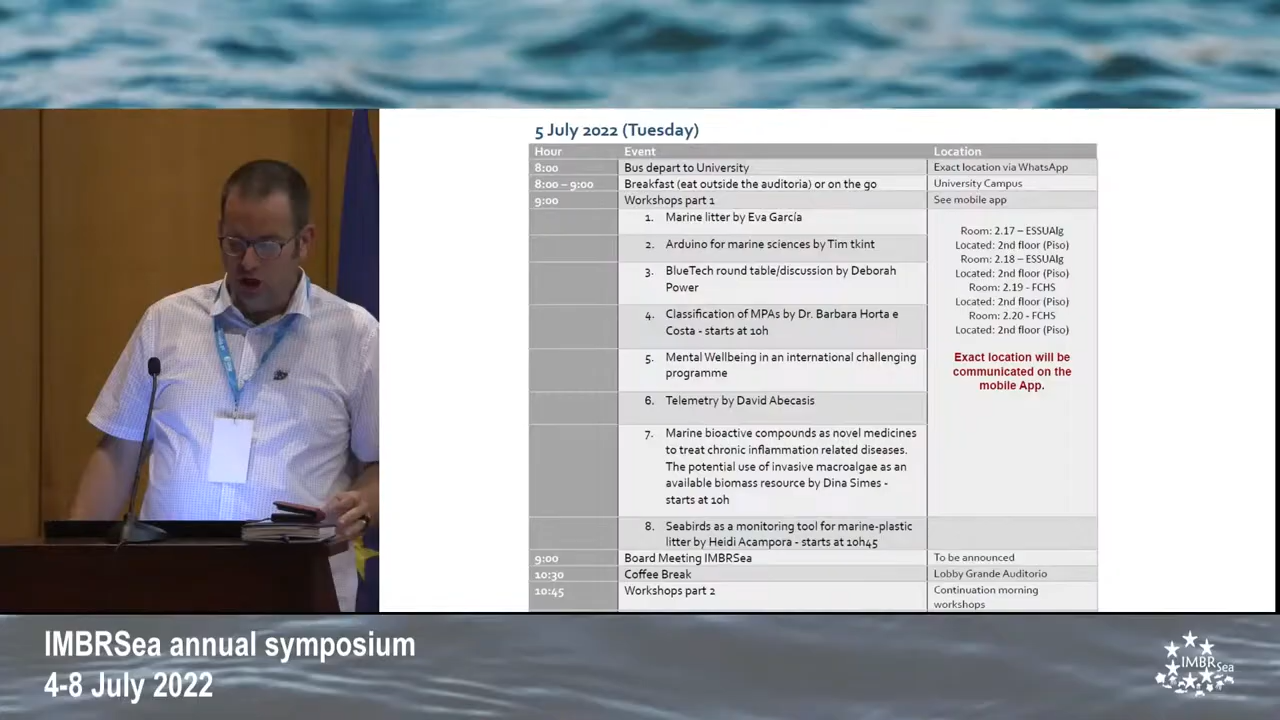 5 July 2022 (Tuesday)
Hour Event Location
8:00 Bus depart to University Exact location via WhatsApp
8:00 – 9:00 Breakfast (eat outside the auditoria) or on the go University Campus
9:00 Workshops part 1 See mobile app
1. Marine litter by Eva García
2. Arduino for marine sciences by Tim tkint
3. BlueTech round table/discussion by Deborah
Power
4. Classification of MPAs by Dr. Barbara Horta e
Costa - starts at 10h
5. Mental Wellbeing in an international challenging
programme
6. Telemetry by David Abecasis
7. Marine bioactive compounds as novel medicines
to treat chronic inflammation related diseases.
The potential use of invasive macroalgae as an
available biomass resource by Dina Simes -
starts at 10h
8. Seabirds as a monitoring tool for marine-plastic
litter by Heidi Acampora - starts at 10h45
Room: 2.17 – ESSUAlg
Located: 2nd floor (Piso)
Room: 2.18 – ESSUAlg
Located: 2nd floor (Piso)
Room: 2.19 - FCHS
Located: 2nd floor (Piso)
Room: 2.20 - FCHS
Located: 2nd floor (Piso)
Exact location will be
communicated on the
mobile App.
9:00 Board Meeting IMBRSea To be announced
10:30 Coffee Break Lobby Grande Auditorio
10:45 Workshops part 2 Continuation morning
workshops
IMBRSea annual symposium
4-8 July 2022
IMBRSea